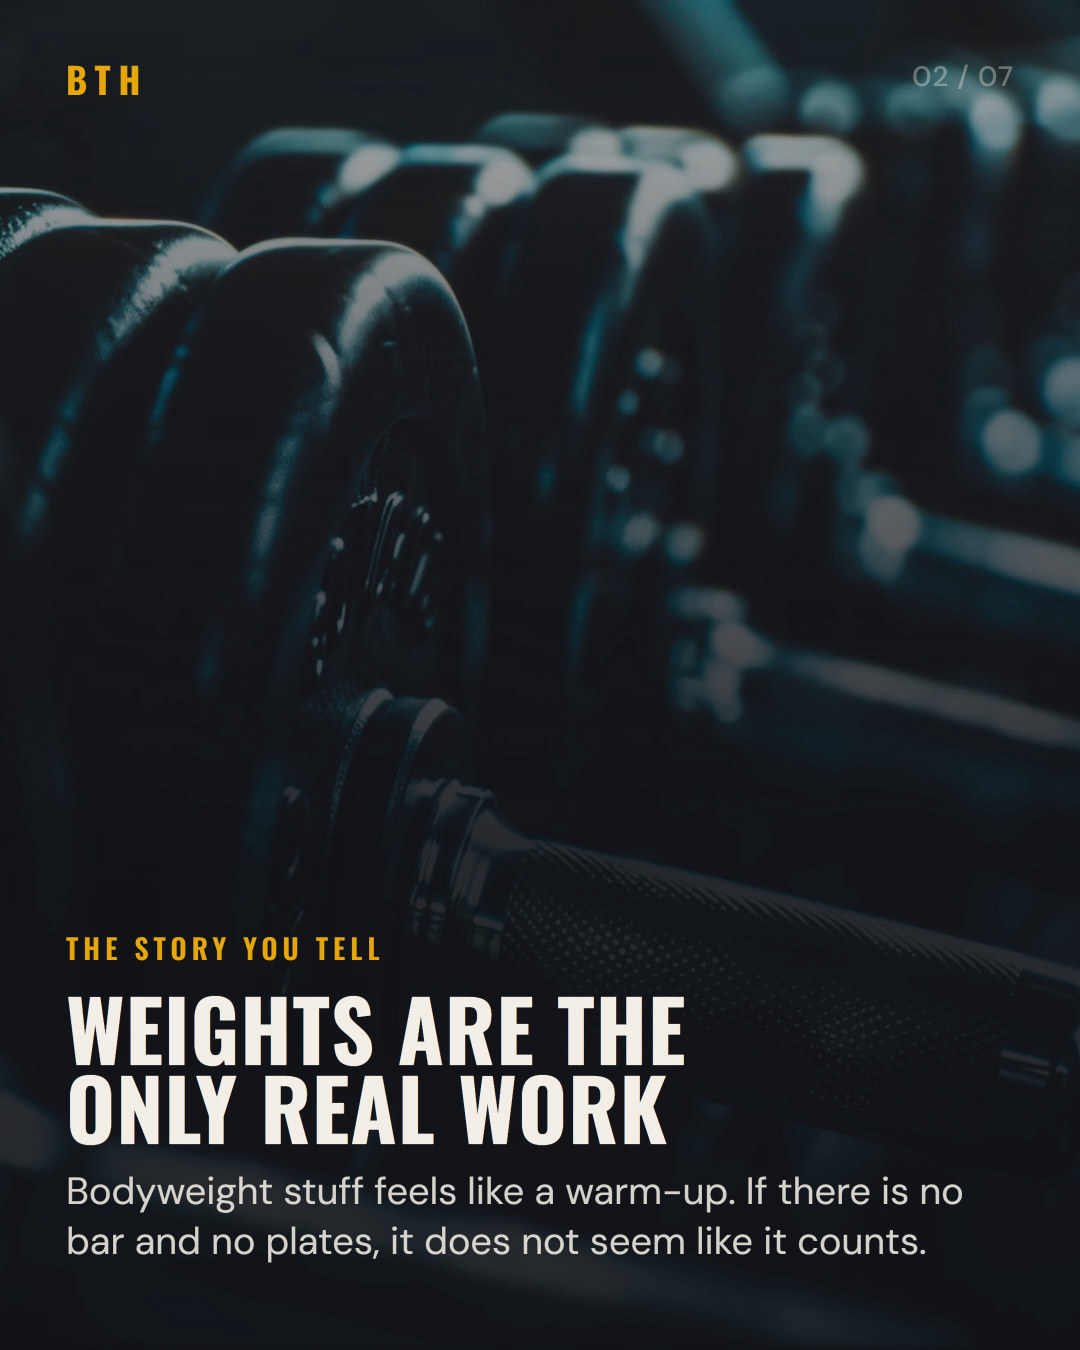 BTH
02 / 07
THE STORY YOU TELL
WEIGHTS ARE THE
ONLY REAL WORK
Bodyweight stuff feels like a warm-up. If there is no
bar and no plates, it does not seem like it counts.